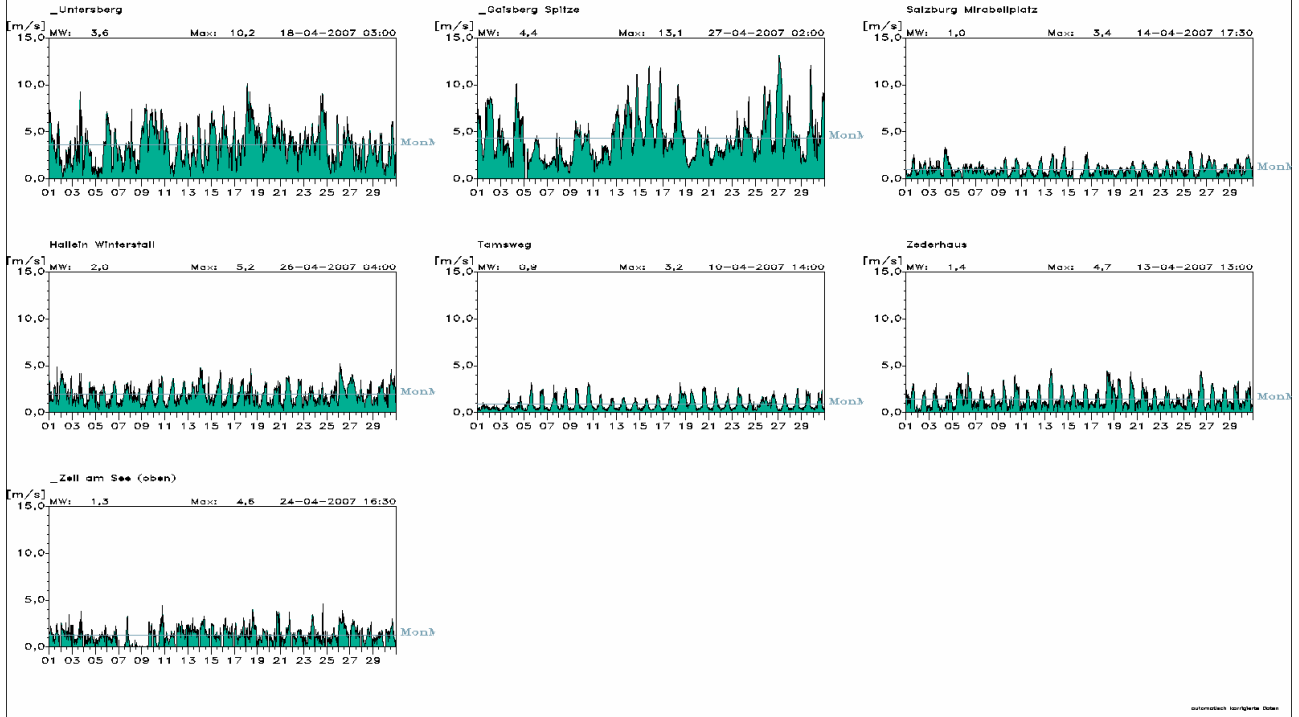 _Untersberg
[m/s] MW: 3,6 Max: 10,2 18-04-2007 03:00
15,0
10,0
5,0
0,0
MonM
01 03 05 07 09 11 13 15 17 19 21 23 25 27 29
_Gaisberg Spitze
[m/s] MW: 4,4 Max: 13,1 27-04-2007 02:00
15,0
10,0
5,0
0,0
MonM
01 03 05 07 09 11 13 15 17 19 21 23 25 27 29
Salzburg Mirabellplatz
[m/s] MW: 1,0 Max: 3,4 14-04-2007 17:30
15,0
10,0
5,0
0,0
MonM
01 03 05 07 09 11 13 15 17 19 21 23 25 27 29
Hallein Winterstall
[m/s] MW: 2,0 Max: 5,2 26-04-2007 04:00
15,0
10,0
5,0
0,0
MonM
01 03 05 07 09 11 13 15 17 19 21 23 25 27 29
Tamsweg
[m/s] MW: 0,9 Max: 3,2 10-04-2007 14:00
15,0
10,0
5,0
0,0
MonM
01 03 05 07 09 11 13 15 17 19 21 23 25 27 29
Zederhaus
[m/s] MW: 1,4 Max: 4,7 13-04-2007 13:00
15,0
10,0
5,0
0,0
MonM
01 03 05 07 09 11 13 15 17 19 21 23 25 27 29
_Zell am See (oben)
[m/s] MW: 1,3 Max: 4,6 24-04-2007 16:30
15,0
10,0
5,0
0,0
MonM
01 03 05 07 09 11 13 15 17 19 21 23 25 27 29
automatisch korrigierte Daten